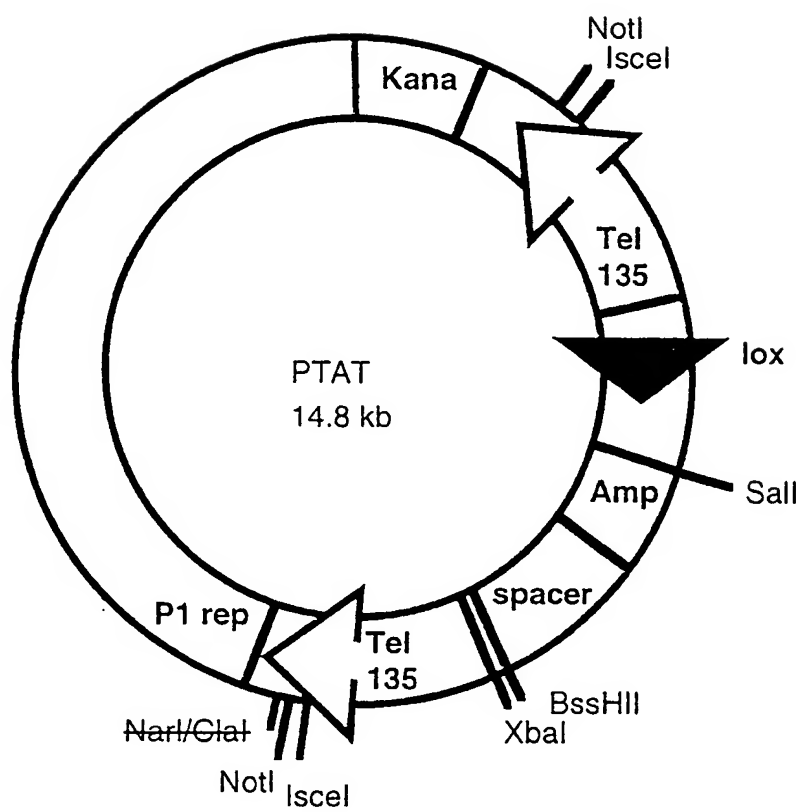 NotI
IsceI
Kana
Tel
135
lox
PTAT
14.8 kb
SalI
Amp
spacer
P1 rep
Tel
135
BssHII
XbaI
NarI/ClaI
NotI
IsceI